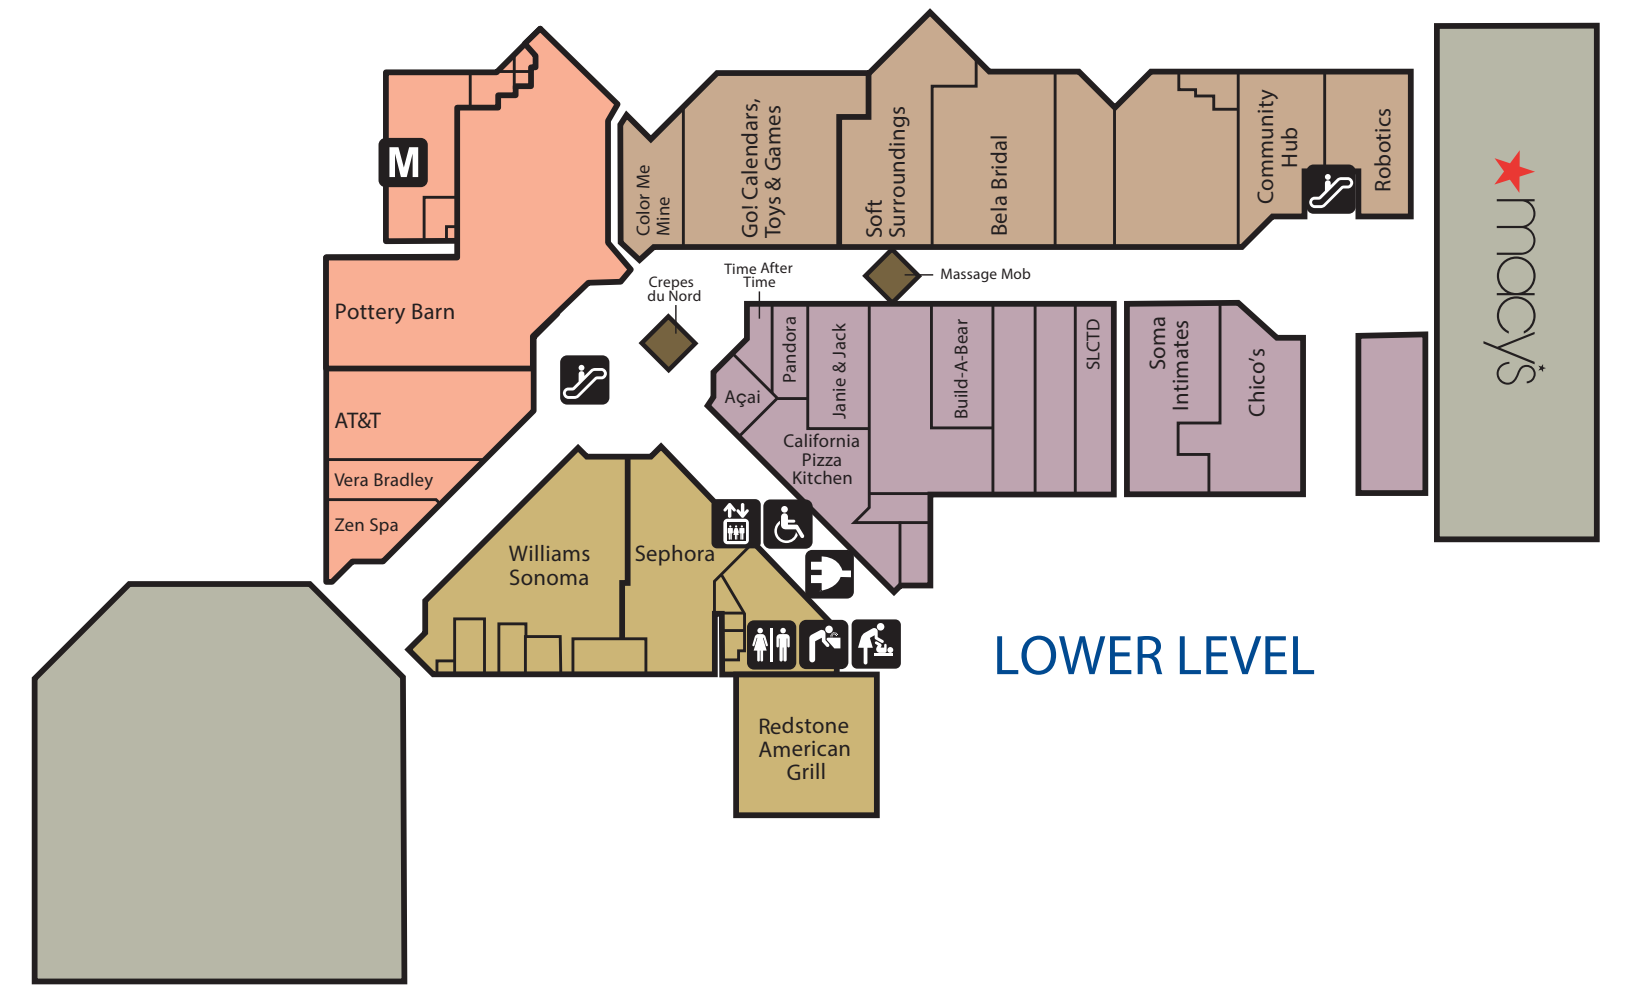 M
Color Me
Mine
Go! Calendars,
Toys & Games
Soft
Surroundings
Bela Bridal
Community
Hub
Robotics
macy's
Time After
Time
Massage Mob
Crepes
du Nord
Pottery Barn
Pandora
Janie & Jack
Build-A-Bear
SLCTD
Soma
Intimates
Chico's
Açai
AT&T
California
Pizza
Kitchen
Vera Bradley
Zen Spa
Williams
Sonoma
Sephora
LOWER LEVEL
Redstone
American
Grill